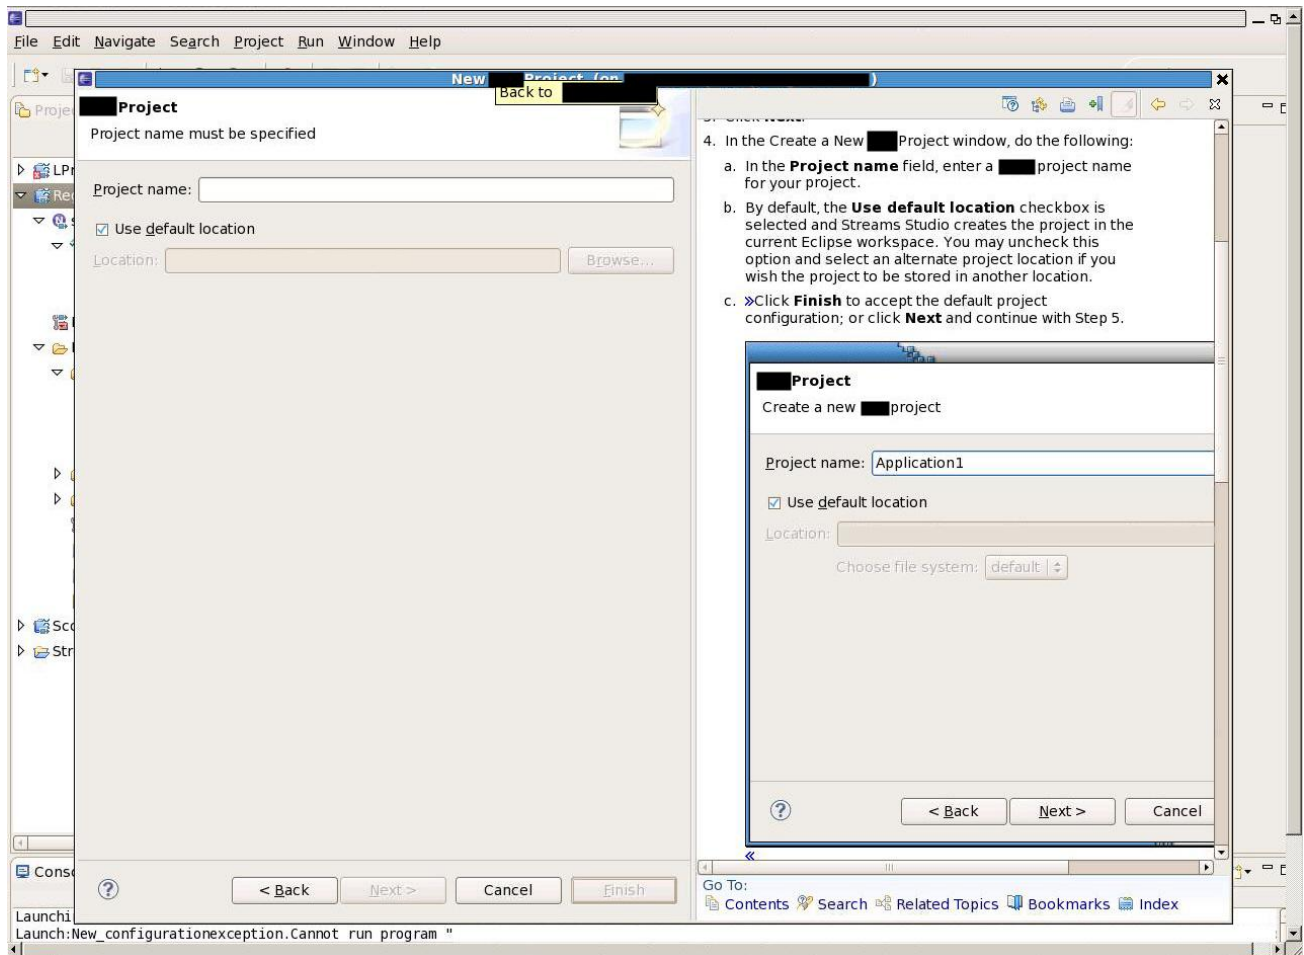 File Edit Navigate Search Project Run Window Help
New Project (on )
Back to
Project
Project name must be specified
Project name:
Use default location
Location: Browse...
< Back Next > Cancel Finish
4. In the Create a New Project window, do the following:
a. In the Project name field, enter a project name
for your project.
b. By default, the Use default location checkbox is
selected and Streams Studio creates the project in the
current Eclipse workspace. You may uncheck this
option and select an alternate project location if you
wish the project to be stored in another location.
c. »Click Finish to accept the default project
configuration; or click Next and continue with Step 5.
Project
Create a new project
Project name: Application1
Use default location
Location:
Choose file system: default
< Back Next > Cancel
«
Go To:
Contents Search Related Topics Bookmarks Index
Launch:New_configurationexception.Cannot run program "